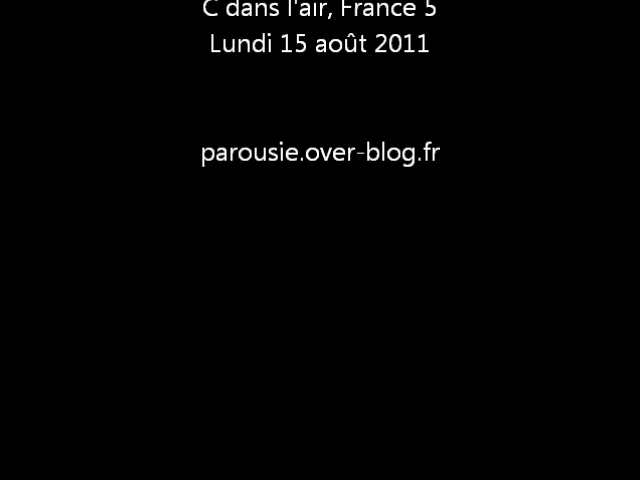 C dans l'air, France 5
Lundi 15 août 2011
parousie.over-blog.fr